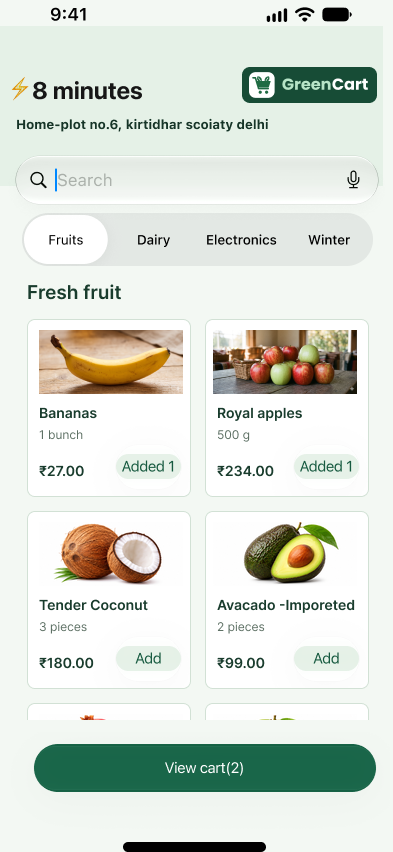 9:41
8 minutes
GreenCart
Home-plot no.6, kirtidhar scoiaty delhi
Search
Fruits Dairy Electronics Winter
Fresh fruit
Bananas
1 bunch
₹27.00 Added 1
Royal apples
500 g
₹234.00 Added 1
Tender Coconut
3 pieces
₹180.00 Add
Avacado -Imporeted
2 pieces
₹99.00 Add
View cart(2)